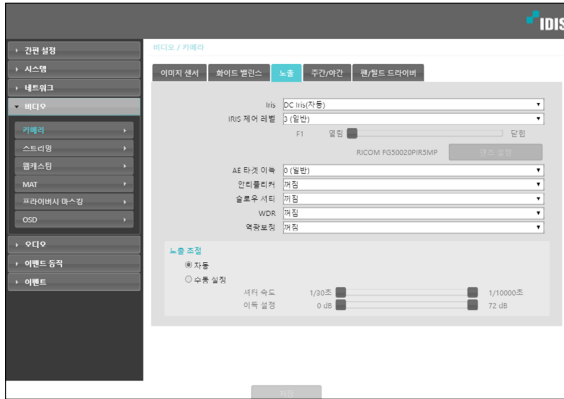 IDIS
간편 설정
시스템
네트워크
비디오
카메라
스트리밍
웹캐스팅
MAT
프라이버시 마스킹
OSD
오디오
이벤트 동작
이벤트
비디오 / 카메라
이미지 센서 화이트 밸런스 노출 주간/야간 팬/틸트 드라이버
Iris DC Iris(자동)
IRIS 제어 레벨 3 (일반)
F1 열림 닫힘
RICOM FG50020PIR5MP 렌즈 설정
AE 타겟 이득 0 (일반)
안티플리커 꺼짐
슬로우 셔터 꺼짐
WDR 꺼짐
역광보정 꺼짐
노출 조절
자동
수동 설정
셔터 속도 1/30초 1/10000초
이득 설정 0 dB 72 dB
저장